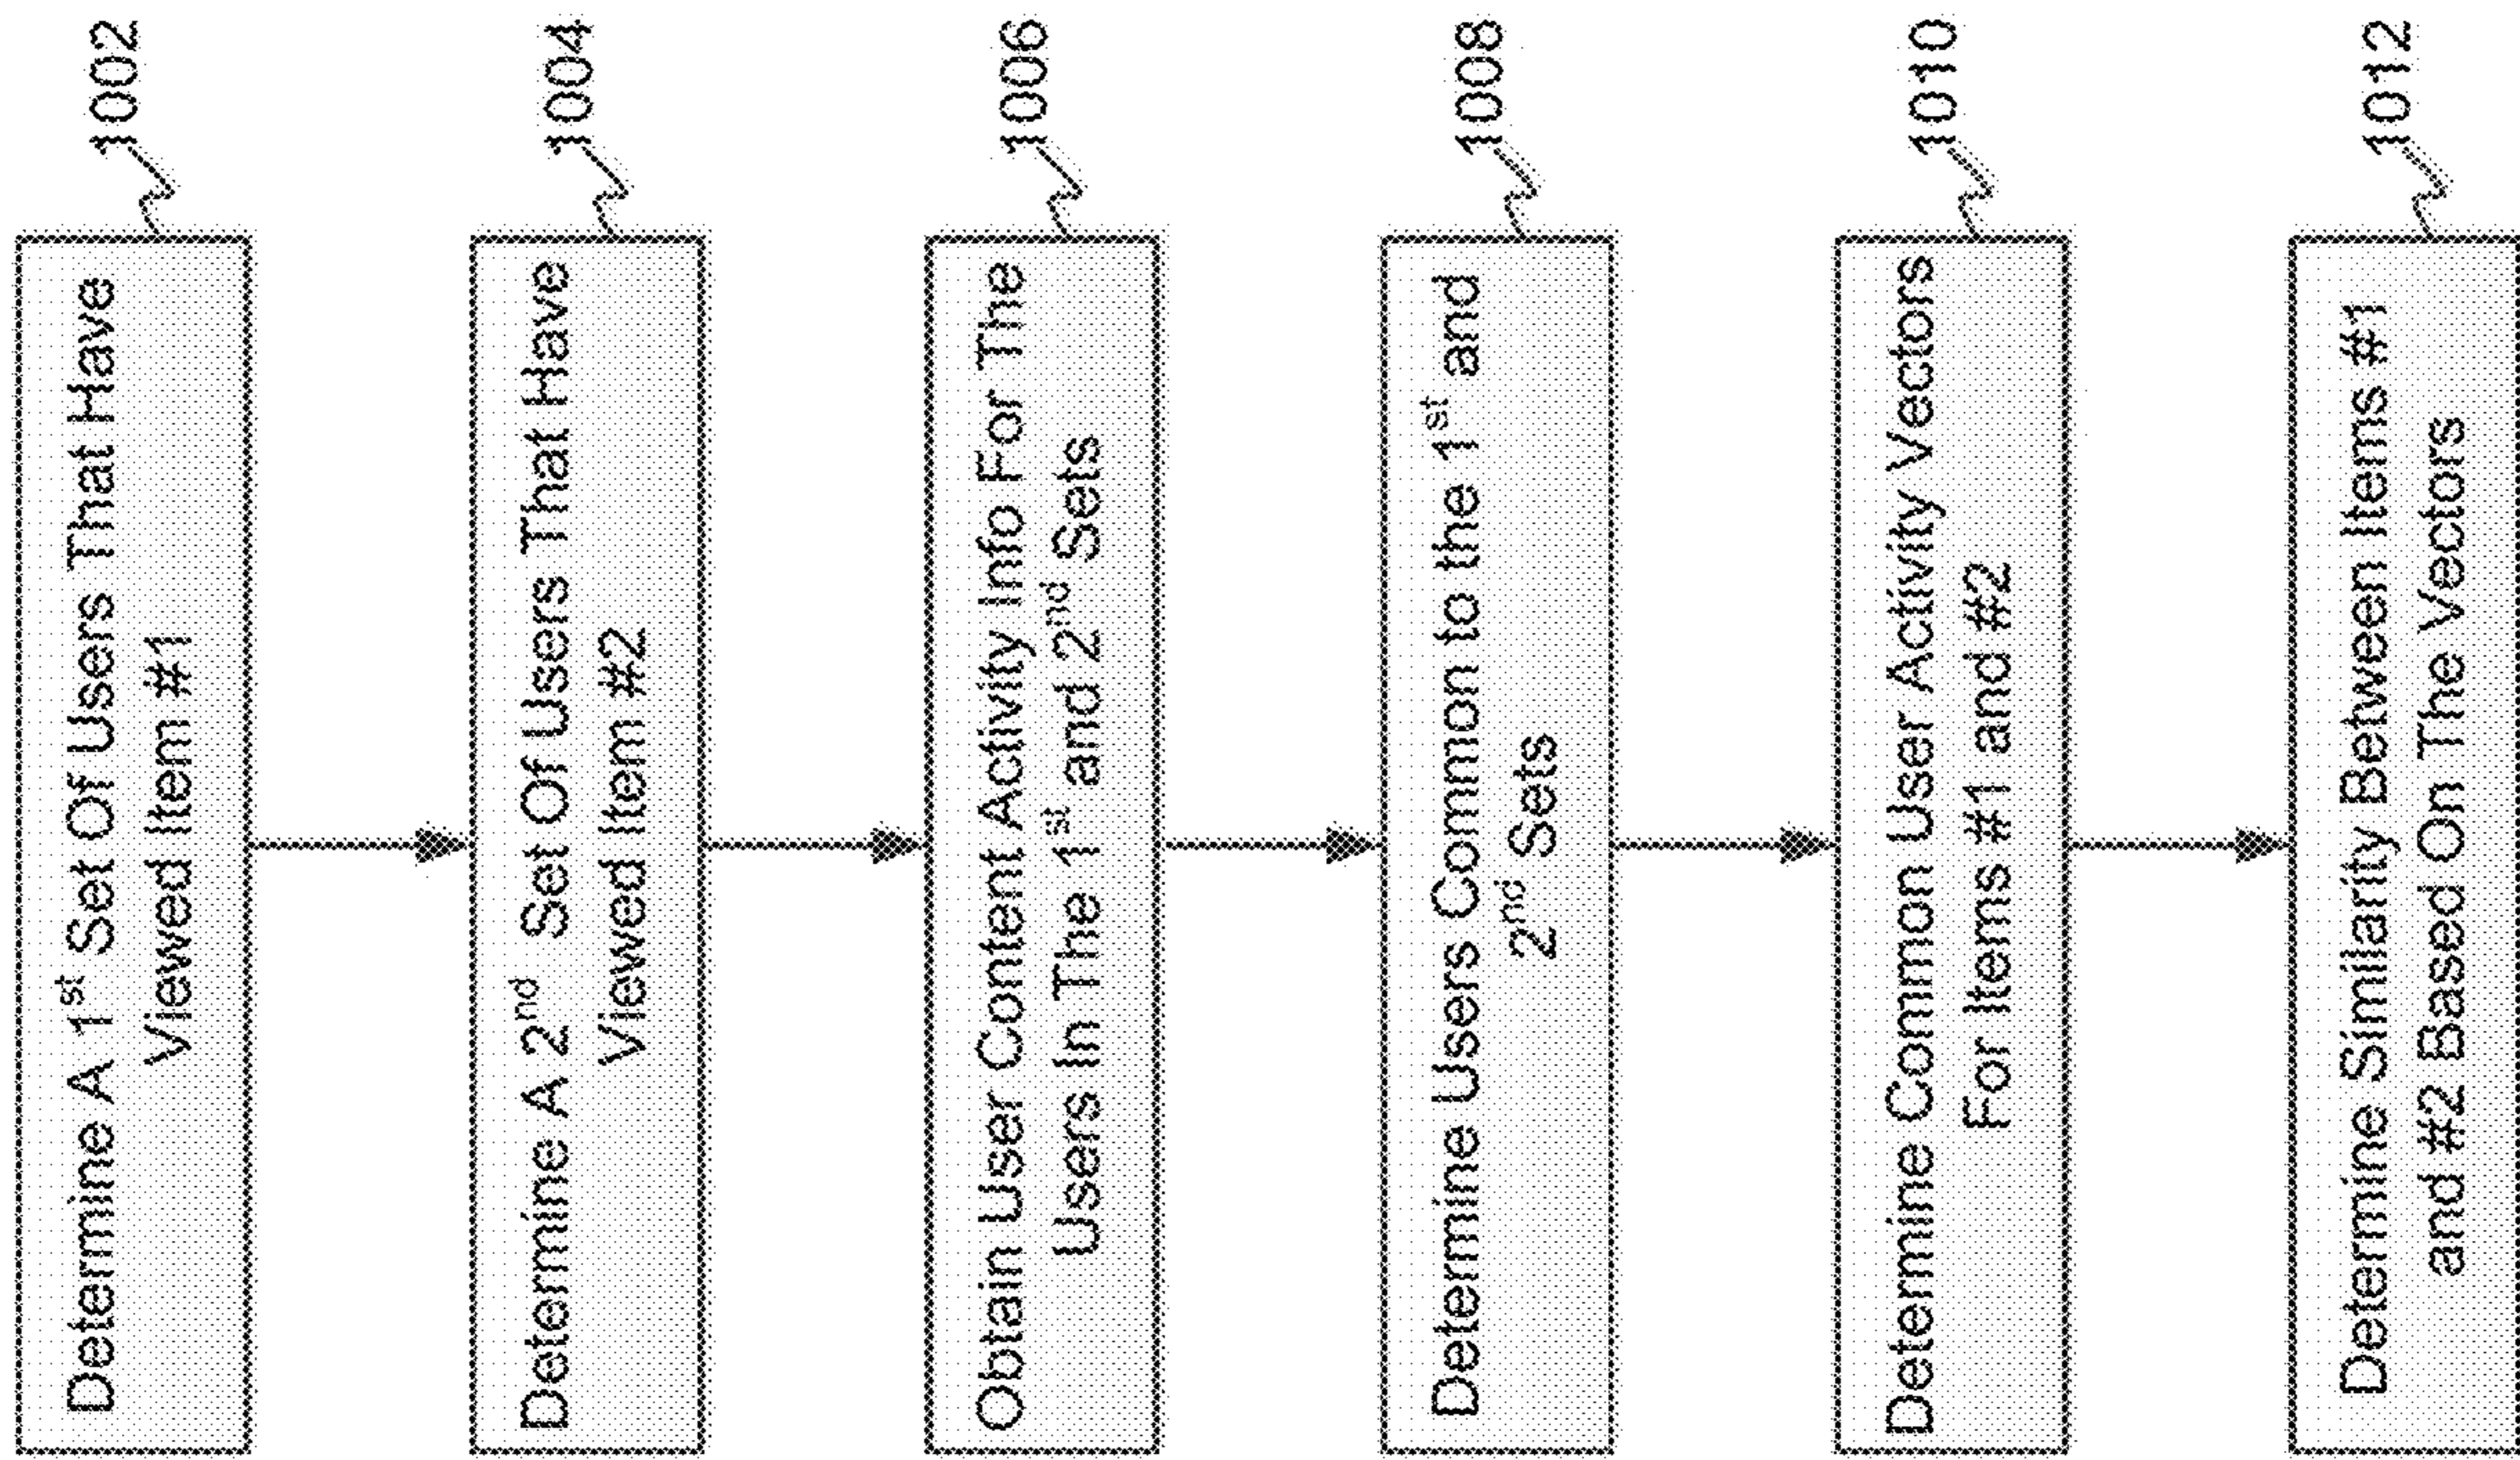 Determine A 1st Set Of Users That Have
Viewed Item #1
1002
Determine A 2nd Set Of Users That Have
Viewed Item #2
1004
Obtain User Content Activity Info For The
Users In The 1st and 2nd Sets
1006
Determine Users Common to the 1st and
2nd Sets
1008
Determine Common User Activity Vectors
For Items #1 and #2
1010
Determine Similarity Between Items #1
and #2 Based On The Vectors
1012